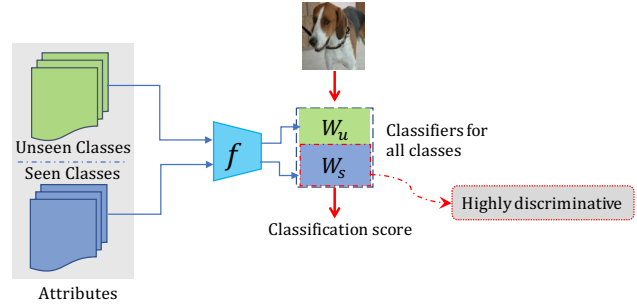 Unseen Classes
Seen Classes
Attributes
f
W_u
W_s
Classifiers for
all classes
Highly discriminative
Classification score